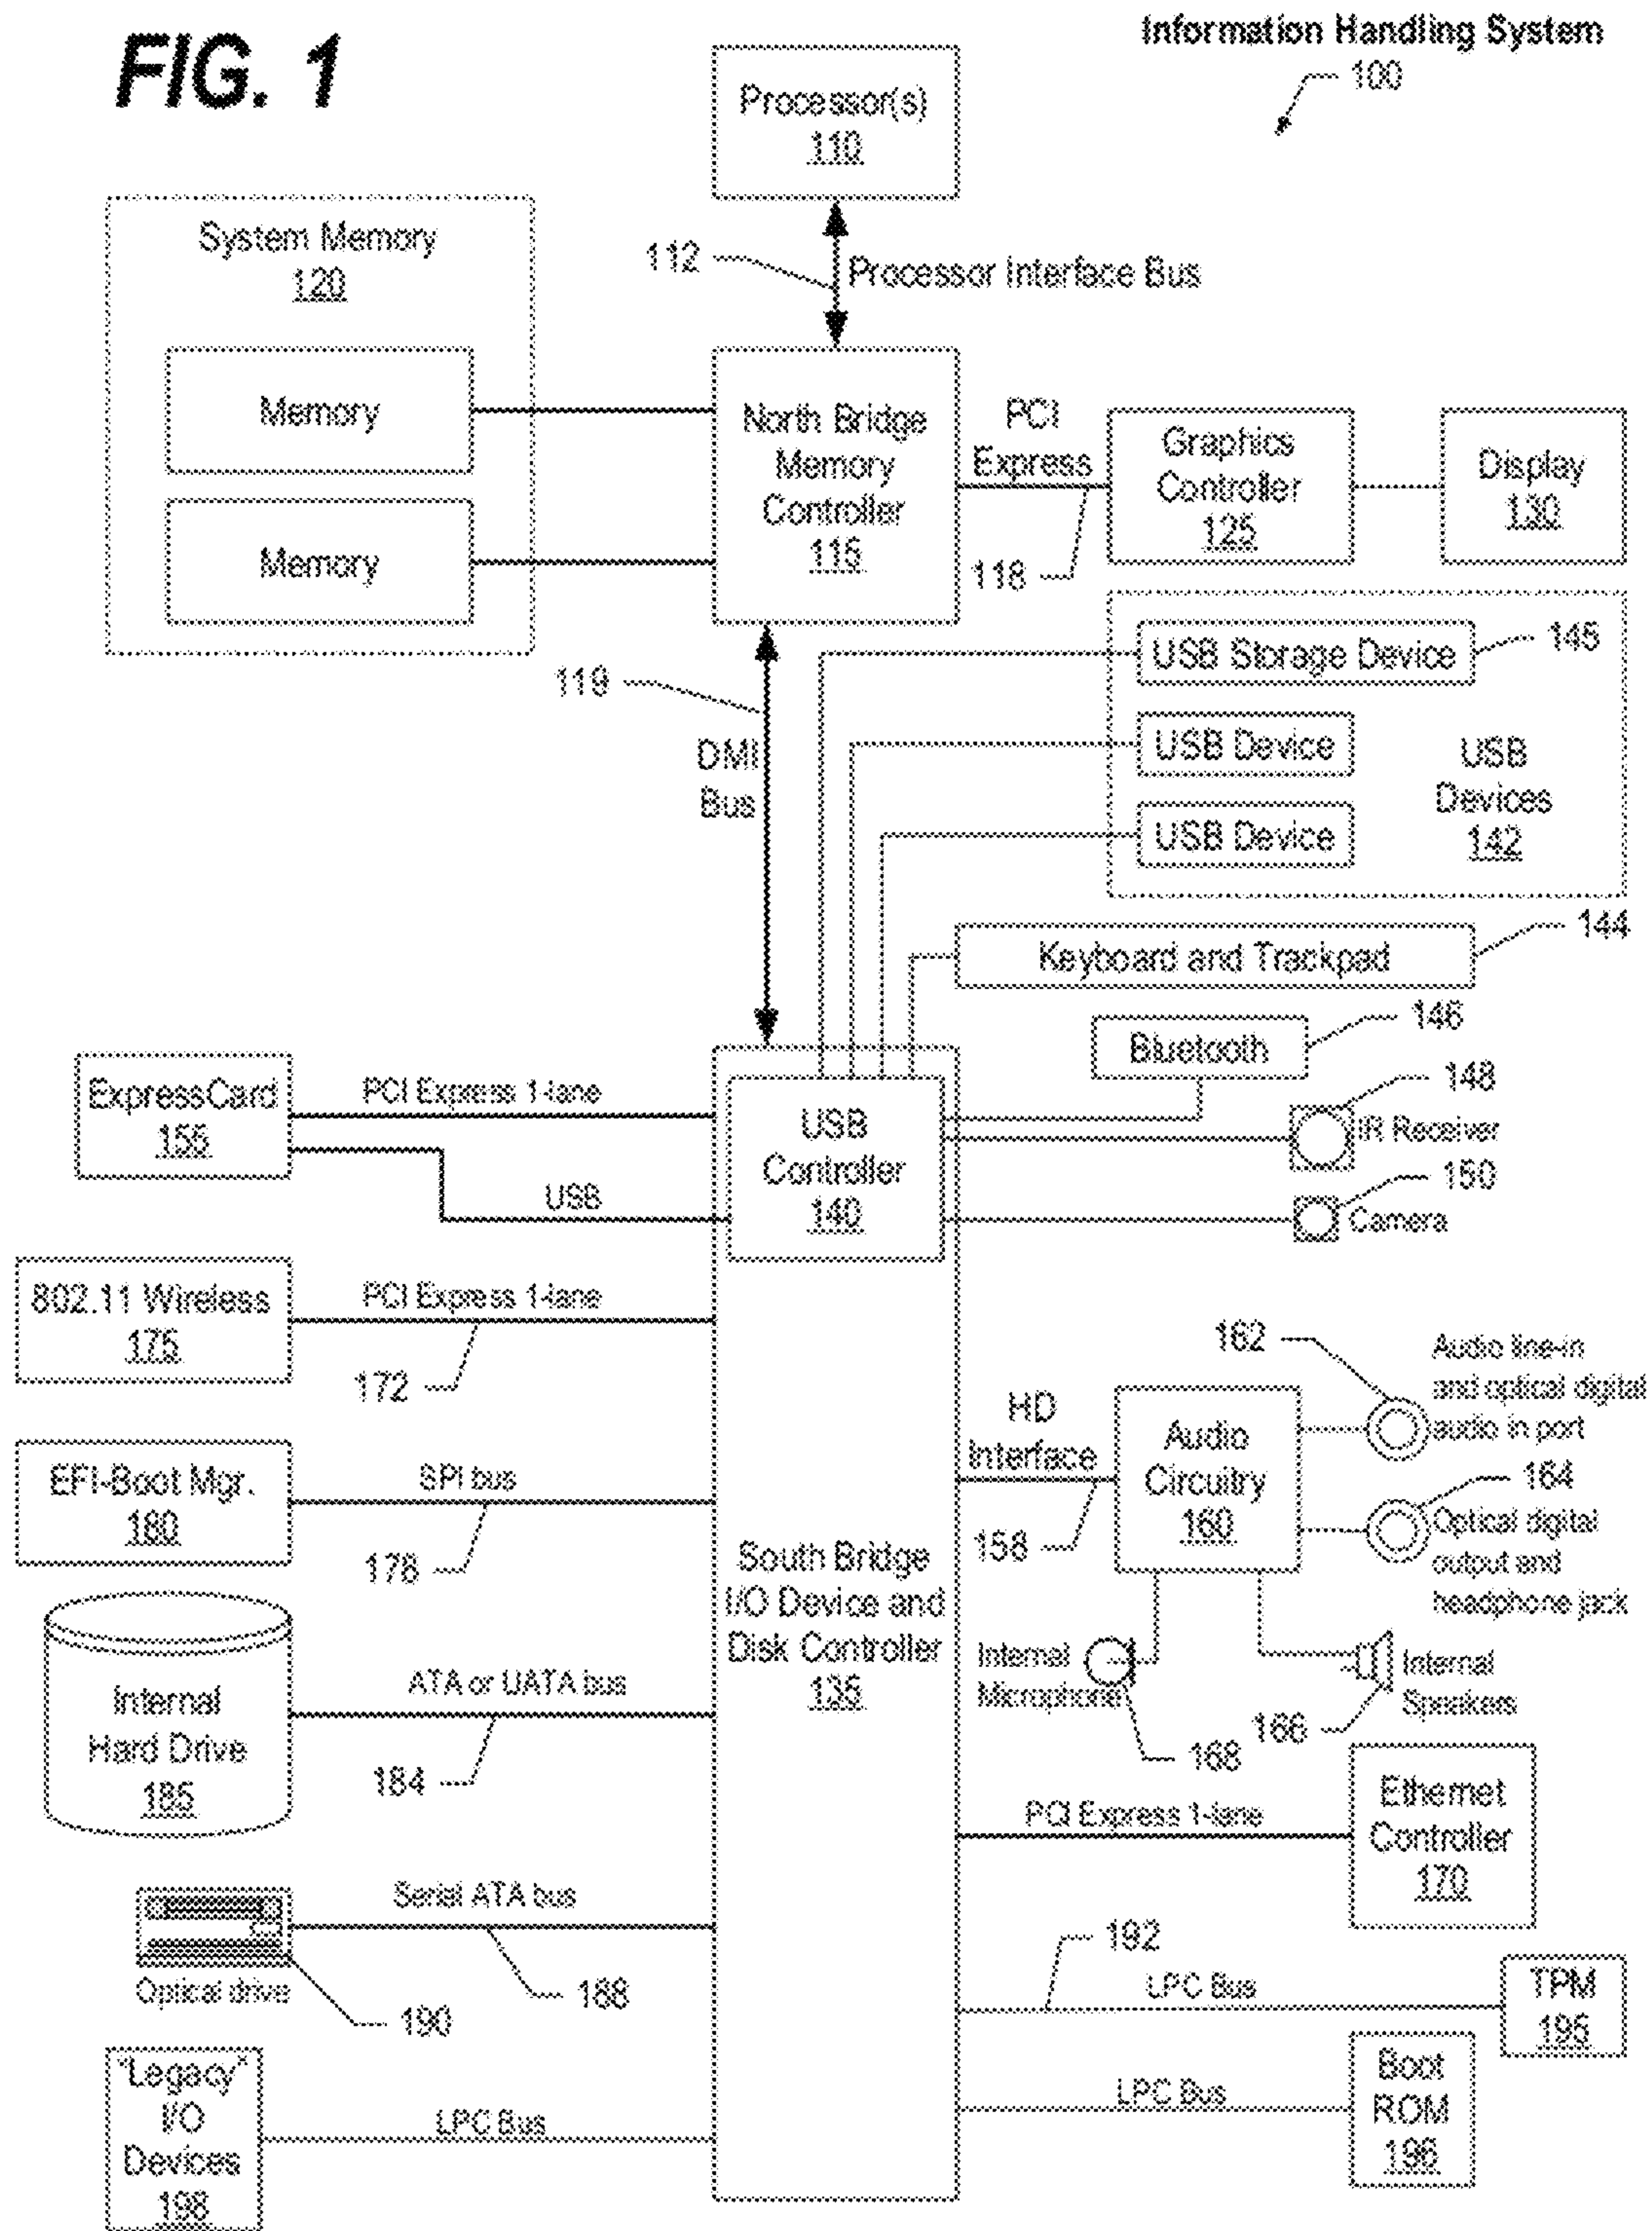 FIG. 1
Information Handling System
100
Processor(s)
110
System Memory
120
112
Processor Interface Bus
Memory
Memory
North Bridge
Memory
Controller
115
PCI
Express
118
Graphics
Controller
125
Display
130
119
DMI
Bus
USB Storage Device
145
USB Device
USB Device
USB
Devices
142
Keyboard and Trackpad
144
Bluetooth
146
148
IR Receiver
150
Camera
ExpressCard
155
PCI Express 1-lane
USB
USB
Controller
140
802.11 Wireless
175
PCI Express 1-lane
172
162
Audio line-in
and optical digital
audio in port
HD
Interface
158
Audio
Circuitry
160
164
Optical digital
output and
headphone jack
EFI-Boot Mgr.
180
SPI bus
178
South Bridge
I/O Device and
Disk Controller
135
Internal
Microphone
168
Internal
Speakers
166
Internal
Hard Drive
185
ATA or UATA bus
184
PCI Express 1-lane
Ethernet
Controller
170
Serial ATA bus
188
Optical drive
190
192
LPC Bus
TPM
195
"Legacy"
I/O
Devices
198
LPC Bus
LPC Bus
Boot
ROM
196